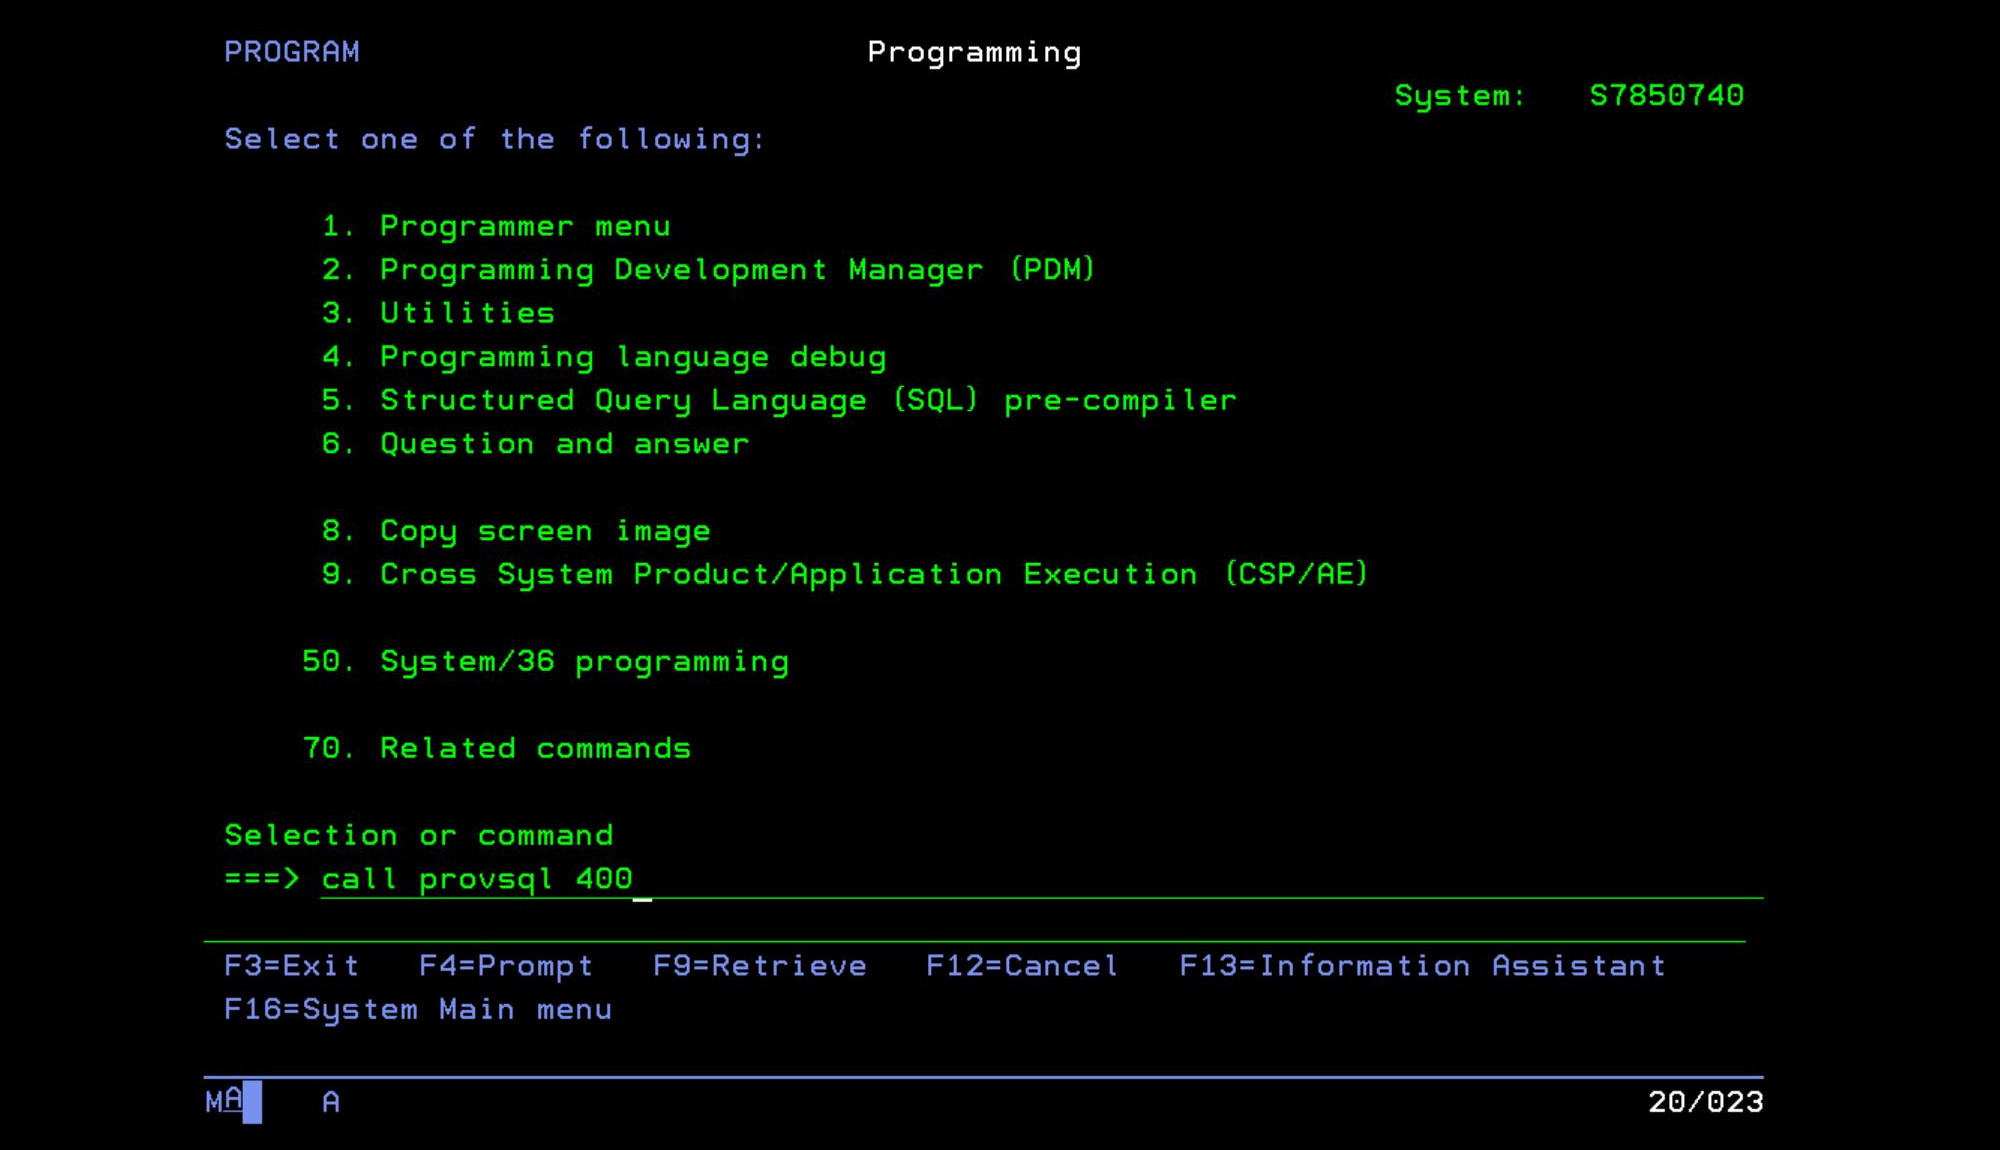 PROGRAM Programming
System: S7850740
Select one of the following:
1. Programmer menu
2. Programming Development Manager (PDM)
3. Utilities
4. Programming language debug
5. Structured Query Language (SQL) pre-compiler
6. Question and answer
8. Copy screen image
9. Cross System Product/Application Execution (CSP/AE)
50. System/36 programming
70. Related commands
Selection or command
===> call provsql 400
F3=Exit F4=Prompt F9=Retrieve F12=Cancel F13=Information Assistant
F16=System Main menu
MA A 20/023